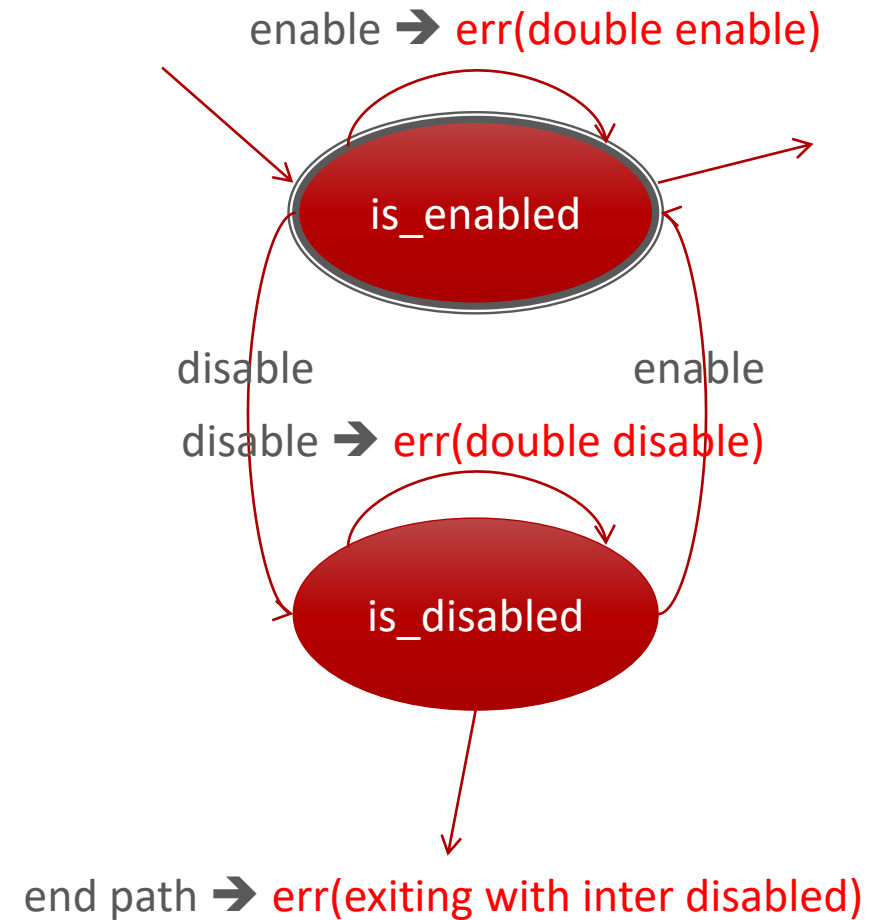 enable ➔ err(double enable)
is_enabled
disable
enable
disable ➔ err(double disable)
is_disabled
end path ➔ err(exiting with inter disabled)